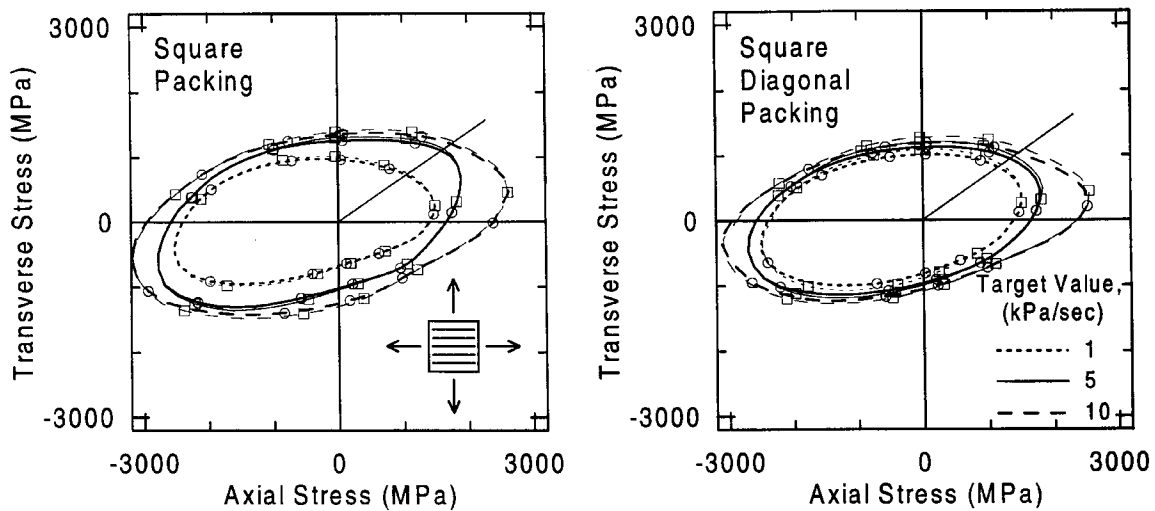 3000
Square
Packing
Transverse Stress (MPa)
0
-3000
-3000
0
3000
Axial Stress (MPa)
3000
Square
Diagonal
Packing
Transverse Stress (MPa)
0
-3000
Target Value,
(kPa/sec)
1
5
10
-3000
0
3000
Axial Stress (MPa)